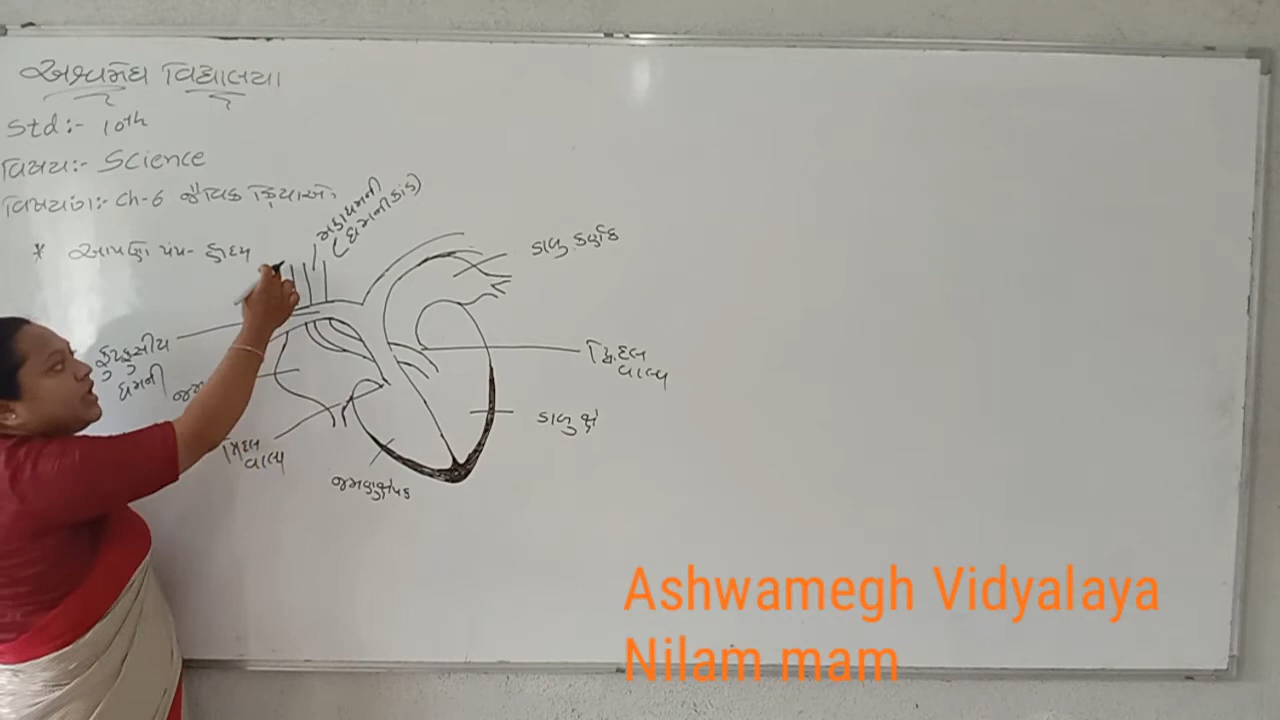 અશ્વમેઘ વિદ્યાલયા
Std:- 10th
વિષય:- Science
વિષયાંગ:- Ch-6 જૈવિક ક્રિયાઓ.
* આપણો પંપ- હૃદય
મહાધમની
(ધમનીકાંડ)
ડાબુ કર્ણક
ફુફ્ફુસીય
ધમની
દ્વિદલ
વાલ્વ
ડાબુ ક્ષે
ત્રિદલ
વાલ્વ
જમણુ ક્ષેપક
Ashwamegh Vidyalaya
Nilam mam